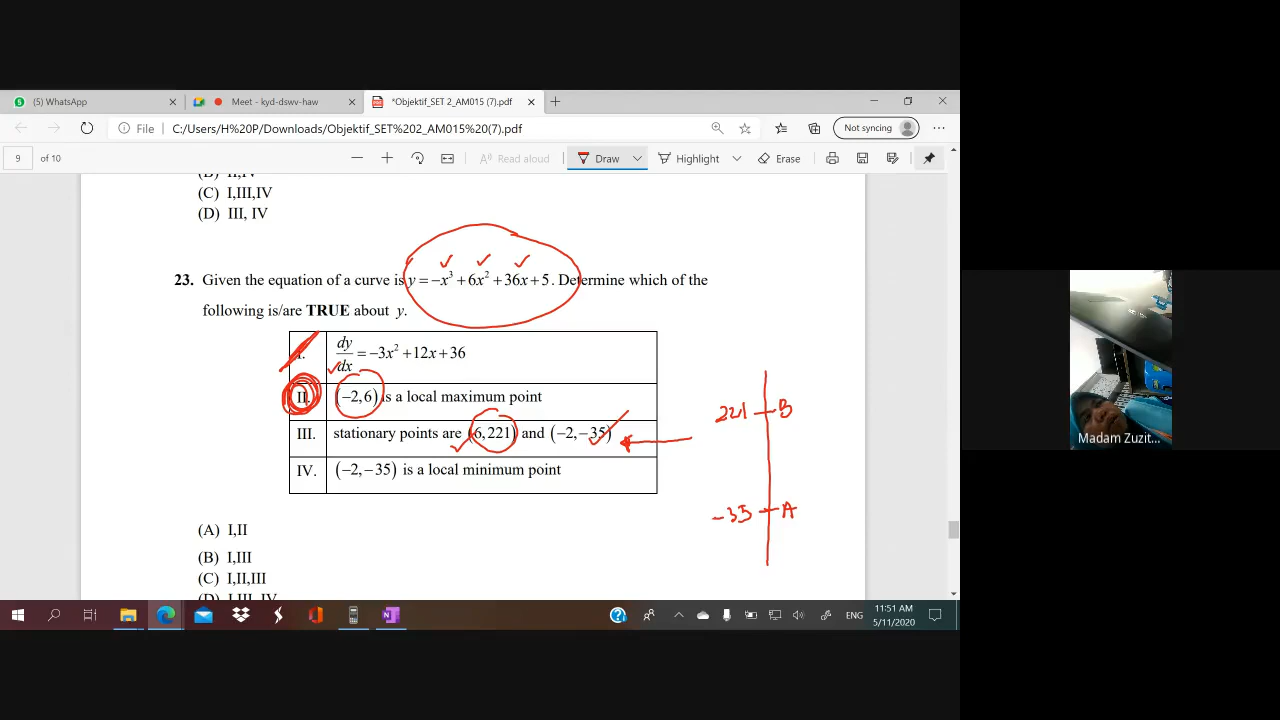 (5) WhatsApp
Meet - kyd-dswv-haw
*Objektif_SET 2_AM015 (7).pdf
File C:/Users/H%20P/Downloads/Objektif_SET%202_AM015%20(7).pdf
Not syncing
9 of 10
Read aloud
Draw
Highlight
Erase
(C) I,III,IV
(D) III, IV
23. Given the equation of a curve is y = −x³ + 6x² + 36x + 5. Determine which of the
following is/are TRUE about y.
I. dy/dx = −3x² + 12x + 36
II. (−2,6) is a local maximum point
III. stationary points are (6,221) and (−2,−35)
IV. (−2,−35) is a local minimum point
221 B
-35 A
(A) I,II
(B) I,III
(C) I,II,III
Madam Zuzit...
ENG
11:51 AM
5/11/2020